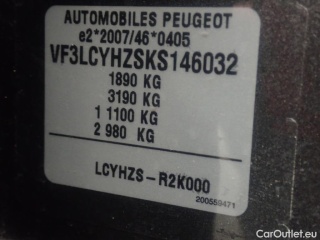 AUTOMOBILES PEUGEOT
e2*2007/46*0405
VF3LCYHZSKS146032
1890 KG
3190 KG
1 1100 KG
2 980 KG
LCYHZS-R2K000
200559471
CarOutlet.eu